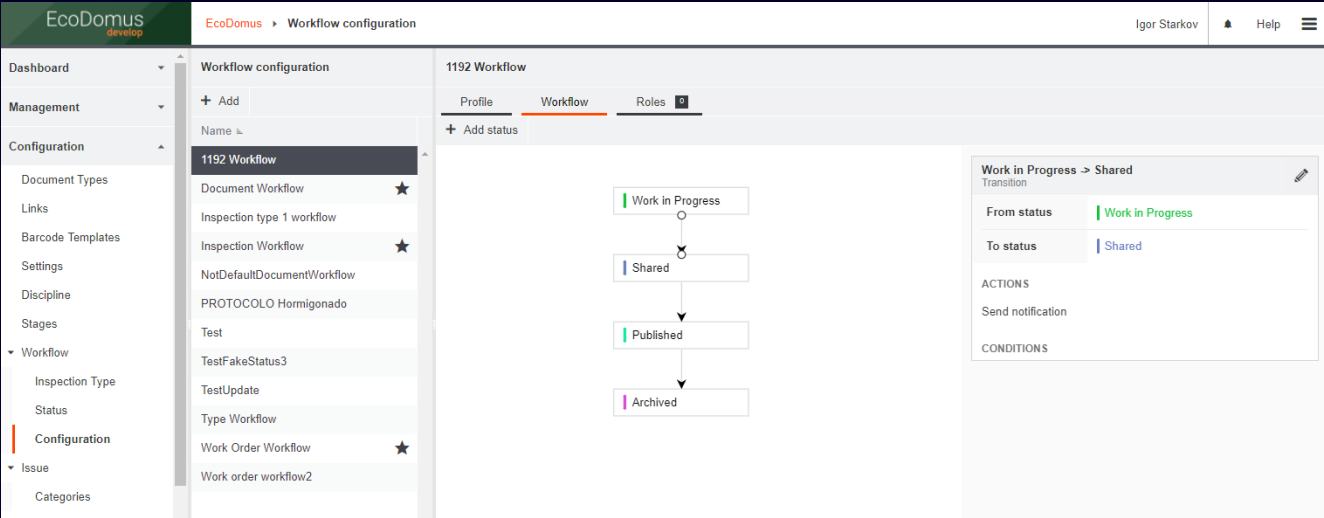 EcoDomus
develop
EcoDomus Workflow configuration
Igor Starkov
Help
Dashboard
Management
Configuration
Document Types
Links
Barcode Templates
Settings
Discipline
Stages
Workflow
Inspection Type
Status
Configuration
Issue
Categories
Workflow configuration
+ Add
Name
1192 Workflow
Document Workflow
Inspection type 1 workflow
Inspection Workflow
NotDefaultDocumentWorkflow
PROTOCOLO Hormigonado
Test
TestFakeStatus3
TestUpdate
Type Workflow
Work Order Workflow
Work order workflow2
1192 Workflow
Profile Workflow Roles 0
+ Add status
Work in Progress
Shared
Published
Archived
Work in Progress -> Shared
Transition
From status Work in Progress
To status Shared
ACTIONS
Send notification
CONDITIONS